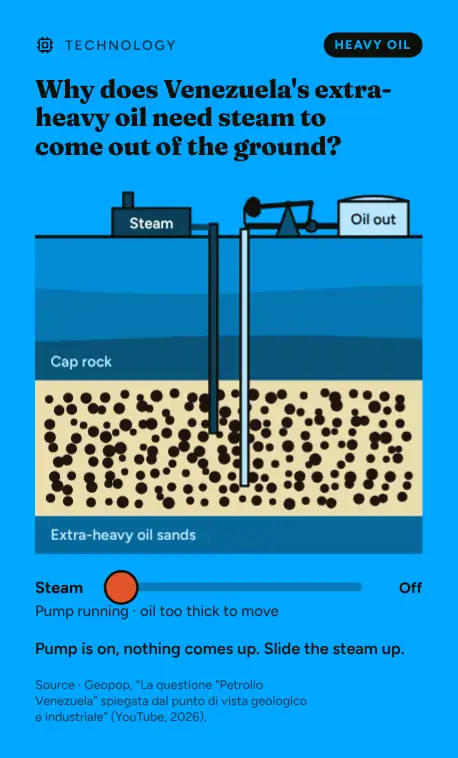 TECHNOLOGY
HEAVY OIL
Why does Venezuela's extra-
heavy oil need steam to
come out of the ground?
Steam
Oil out
Cap rock
Extra-heavy oil sands
Steam
Off
Pump running · oil too thick to move
Pump is on, nothing comes up. Slide the steam up.
Source · Geopop, "La questione "Petrolio
Venezuela" spiegata dal punto di vista geologico
e industriale" (YouTube, 2026).